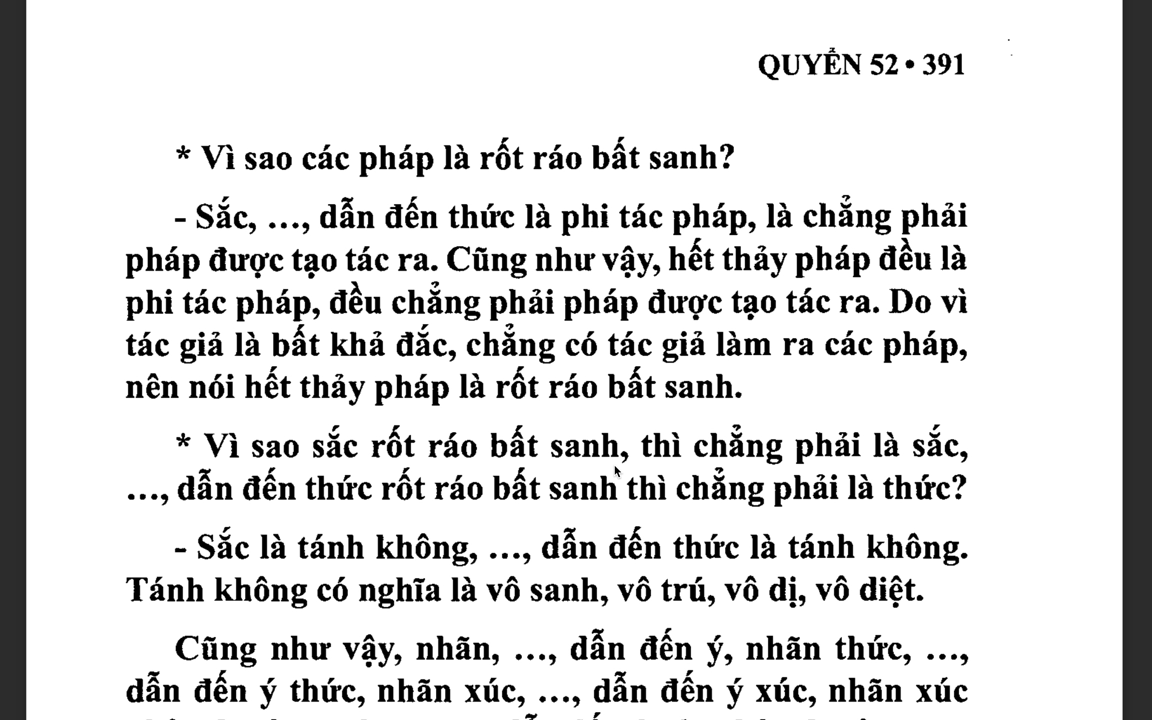 QUYỂN 52 • 391
* Vì sao các pháp là rốt ráo bất sanh?
- Sắc, ..., dẫn đến thức là phi tác pháp, là chẳng phải
pháp được tạo tác ra. Cũng như vậy, hết thảy pháp đều là
phi tác pháp, đều chẳng phải pháp được tạo tác ra. Do vì
tác giả là bất khả đắc, chẳng có tác giả làm ra các pháp,
nên nói hết thảy pháp là rốt ráo bất sanh.
* Vì sao sắc rốt ráo bất sanh, thì chẳng phải là sắc,
..., dẫn đến thức rốt ráo bất sanh thì chẳng phải là thức?
- Sắc là tánh không, ..., dẫn đến thức là tánh không.
Tánh không có nghĩa là vô sanh, vô trú, vô dị, vô diệt.
Cũng như vậy, nhãn, ..., dẫn đến ý, nhãn thức, ...,
dẫn đến ý thức, nhãn xúc, ..., dẫn đến ý xúc, nhãn xúc